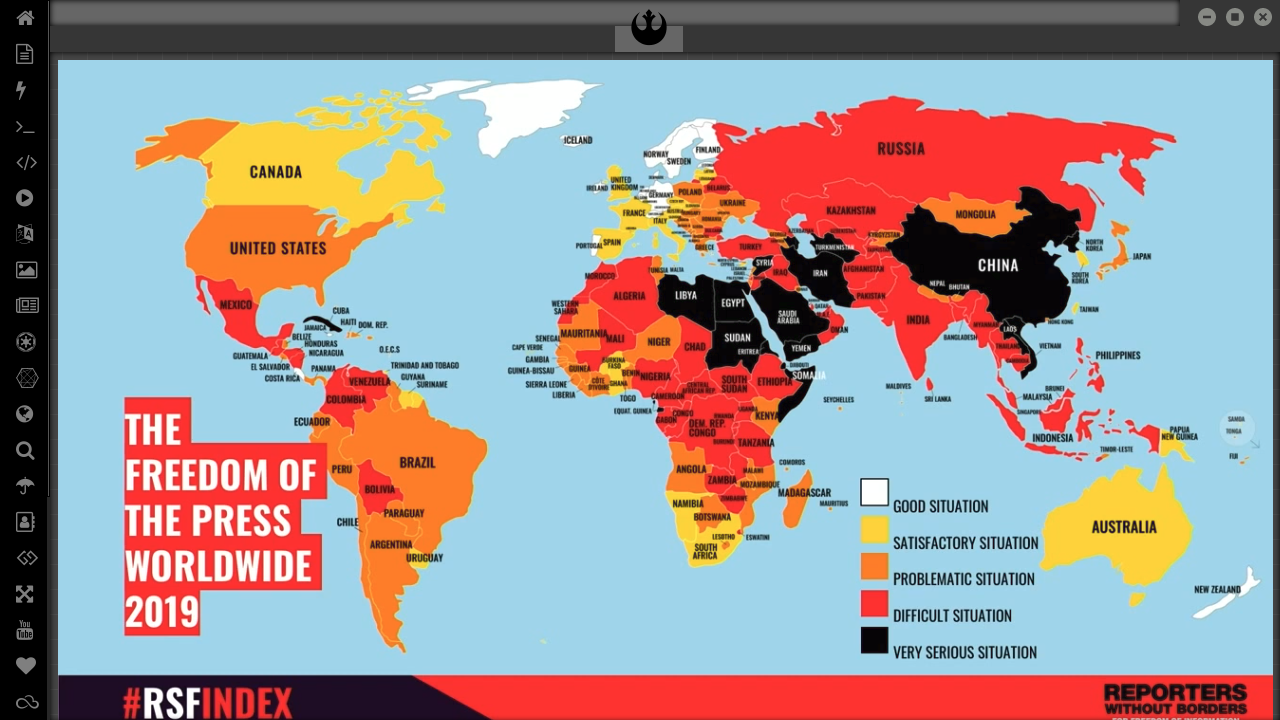 ICELAND
NORWAY
SWEDEN
FINLAND
RUSSIA
CANADA
IRELAND
UNITED
KINGDOM
GERMANY
POLAND
BELARUS
UKRAINE
FRANCE
ITALY
ROMANIA
KAZAKHSTAN
MONGOLIA
UNITED STATES
PORTUGAL
SPAIN
GREECE
TURKEY
TURKMENISTAN
KYRGYZSTAN
NORTH
KOREA
JAPAN
SOUTH
KOREA
CHINA
MOROCCO
TUNISIA
MALTA
SYRIA
IRAQ
IRAN
AFGHANISTAN
PAKISTAN
NEPAL
BHUTAN
MEXICO
CUBA
JAMAICA
HAITI
DOM. REP.
BELIZE
HONDURAS
GUATEMALA
NICARAGUA
EL SALVADOR
COSTA RICA
PANAMA
O.E.C.S
TRINIDAD AND TOBAGO
GUYANA
SURINAME
WESTERN
SAHARA
ALGERIA
LIBYA
EGYPT
SAUDI
ARABIA
QATAR
OMAN
INDIA
BANGLADESH
MYANMAR
LAOS
THAILAND
VIETNAM
HONG KONG
TAIWAN
PHILIPPINES
SENEGAL
MAURITANIA
MALI
NIGER
CHAD
SUDAN
ERITREA
YEMEN
DJIBOUTI
CAPE VERDE
GAMBIA
GUINEA-BISSAU
GUINEA
SIERRA LEONE
LIBERIA
BURKINA
FASO
CÔTE
D'IVOIRE
GHANA
TOGO
BENIN
NIGERIA
CAMEROON
CENTRAL
AFRICAN REP.
SOUTH
SUDAN
ETHIOPIA
SOMALIA
EQUAT. GUINEA
GABON
CONGO
DEM. REP.
CONGO
UGANDA
RWANDA
BURUNDI
KENYA
TANZANIA
SEYCHELLES
MALDIVES
SRI LANKA
BRUNEI
MALAYSIA
SINGAPORE
INDONESIA
TIMOR-LESTE
PAPUA
NEW GUINEA
SAMOA
TONGA
FIJI
VENEZUELA
COLOMBIA
ECUADOR
PERU
BRAZIL
BOLIVIA
PARAGUAY
CHILE
ARGENTINA
URUGUAY
ANGOLA
ZAMBIA
MALAWI
MOZAMBIQUE
ZIMBABWE
COMOROS
MADAGASCAR
MAURITIUS
NAMIBIA
BOTSWANA
LESOTHO
ESWATINI
SOUTH
AFRICA
AUSTRALIA
NEW ZEALAND
THE
FREEDOM OF
THE PRESS
WORLDWIDE
2019
GOOD SITUATION
SATISFACTORY SITUATION
PROBLEMATIC SITUATION
DIFFICULT SITUATION
VERY SERIOUS SITUATION
#RSFINDEX
REPORTERS
WITHOUT BORDERS
You
Tube